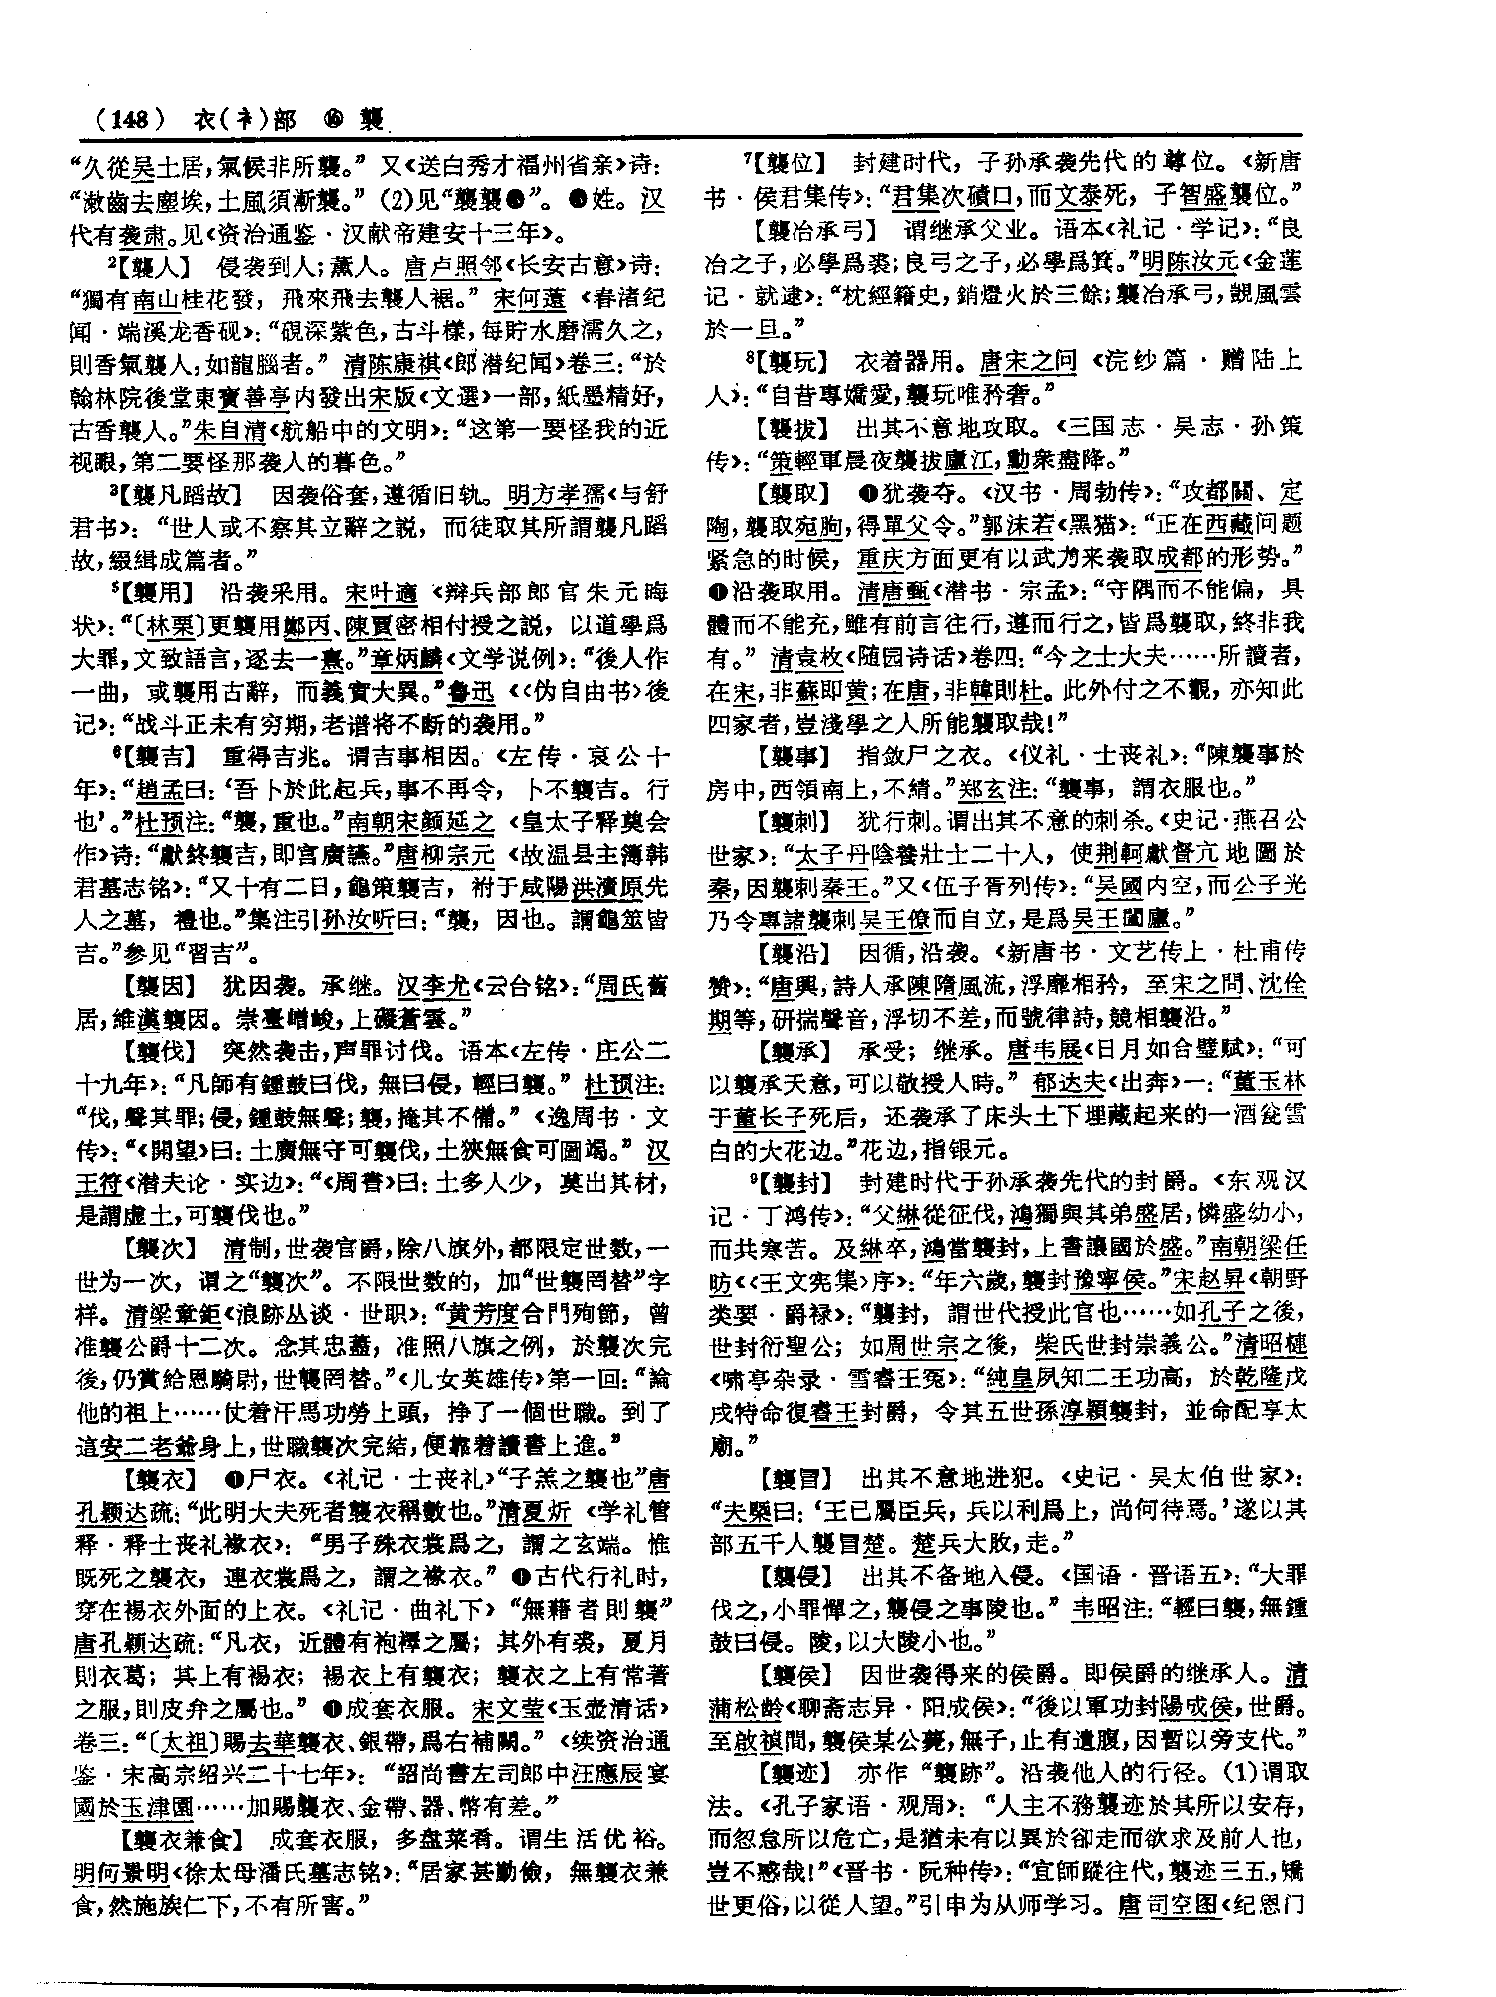 (148) 衣(衤)部 ⑯ 襲
“久從吴土居，氣候非所襲。” 又《送白秀才福州省亲》诗：
“漱齒去塵埃，土風須漸襲。” (2)见“襲襲●”。 ●姓。汉
代有袭肃。见《资治通鉴·汉献帝建安十三年》。
²【襲人】 侵袭到人；薰人。唐卢照邻《长安古意》诗：
“獨有南山桂花發，飛來飛去襲人裾。” 宋何薳《春渚纪
闻·端溪龙香砚》：“硯深紫色，古斗樣，每貯水磨濡久之，
則香氣襲人，如龍腦者。” 清陈康祺《郎潜纪闻》卷三：“於
翰林院後堂東寳善亭内發出宋版《文選》一部，紙墨精好，
古香襲人。”朱自清《航船中的文明》：“这第一要怪我的近
视眼，第二要怪那袭人的暮色。”
³【襲凡蹈故】 因袭俗套，遵循旧轨。明方孝孺《与舒
君书》：“世人或不察其立辭之説，而徒取其所謂襲凡蹈
故，綴緝成篇者。”
⁵【襲用】 沿袭采用。宋叶適《辩兵部郎官朱元晦
状》：“〔林栗〕更襲用鄭丙、陳賈密相付授之説，以道學爲
大罪，文致語言，逐去一熹。”章炳麟《文学说例》：“後人作
一曲，或襲用古辭，而義實大異。”鲁迅《〈伪自由书〉後
记》：“战斗正未有穷期，老谱将不断的袭用。”
⁶【襲吉】 重得吉兆。谓吉事相因。《左传·哀公十
年》：“趙孟曰：‘吾卜於此起兵，事不再令，卜不襲吉。行
也’。”杜预注：“襲，重也。”南朝宋颜延之《皇太子释奠会
作》诗：“獻終襲吉，即宫廣讌。”唐柳宗元《故温县主簿韩
君墓志铭》：“又十有二日，龜策襲吉，祔于咸陽洪瀆原先
人之墓，禮也。”集注引孙汝听曰：“襲，因也。謂龜筮皆
吉。”参见“習吉”。
【襲因】 犹因袭。承继。汉李尤《云台铭》：“周氏舊
居，維漢襲因。崇臺嶒峻，上礙蒼雲。”
【襲伐】 突然袭击，声罪讨伐。语本《左传·庄公二
十九年》：“凡師有鍾鼓曰伐，無曰侵，輕曰襲。” 杜预注：
“伐，聲其罪；侵，鍾鼓無聲；襲，掩其不備。” 《逸周书·文
传》：“《開望》曰：土廣無守可襲伐，土狹無食可圖竭。” 汉
王符《潜夫论·实边》：“《周書》曰：土多人少，莫出其材，
是謂虚土，可襲伐也。”
【襲次】 清制，世袭官爵，除八旗外，都限定世数，一
世为一次，谓之“襲次”。不限世数的，加“世襲罔替”字
样。清梁章鉅《浪跡丛谈·世职》：“黄芳度合門殉節，曾
准襲公爵十二次。念其忠藎，准照八旗之例，於襲次完
後，仍賞給恩騎尉，世襲罔替。”《儿女英雄传》第一回：“論
他的祖上……仗着汗馬功勞上頭，挣了一個世職。到了
這安二老爺身上，世職襲次完結，便靠着讀書上進。”
【襲衣】 ❶尸衣。《礼记·士丧礼》“子羔之襲也”唐
孔颖达疏：“此明大夫死者襲衣稱數也。”清夏炘《学礼管
释·释士丧礼褖衣》：“男子殊衣裳爲之，謂之玄端。惟
既死之襲衣，連衣裳爲之，謂之褖衣。” ❶古代行礼时，
穿在裼衣外面的上衣。《礼记·曲礼下》“無藉者則襲”
唐孔颖达疏：“凡衣，近體有袍襗之屬；其外有裘，夏月
則衣葛；其上有裼衣；裼衣上有襲衣；襲衣之上有常著
之服，則皮弁之屬也。” ❶成套衣服。宋文莹《玉壶清话》
卷三：“〔太祖〕賜去華襲衣、銀帶，爲右補闕。” 《续资治通
鉴·宋高宗绍兴二十七年》：“詔尚書左司郎中汪應辰宴
國於玉津園……加賜襲衣、金帶、器、幣有差。”
【襲衣兼食】 成套衣服，多盘菜肴。谓生活优裕。
明何景明《徐太母潘氏墓志铭》：“居家甚勤儉，無襲衣兼
食，然施族仁下，不有所吝。”
⁷【襲位】 封建时代，子孙承袭先代的尊位。《新唐
书·侯君集传》：“君集次磧口，而文泰死，子智盛襲位。”
【襲冶承弓】 谓继承父业。语本《礼记·学记》：“良
冶之子，必學爲裘；良弓之子，必學爲箕。”明陈汝元《金莲
记·就逮》：“枕經籍史，銷燈火於三餘；襲冶承弓，覬風雲
於一旦。”
⁸【襲玩】 衣着器用。唐宋之问《浣纱篇·赠陆上
人》：“自昔專嬌愛，襲玩唯矜奢。”
【襲拔】 出其不意地攻取。《三国志·吴志·孙策
传》：“策輕軍晨夜襲拔廬江，勳衆盡降。”
【襲取】 ❶犹袭夺。《汉书·周勃传》：“攻都關、定
陶，襲取宛朐，得單父令。”郭沫若《黑猫》：“正在西藏问题
紧急的时候，重庆方面更有以武力来袭取成都的形势。”
❶沿袭取用。清唐甄《潜书·宗孟》：“守隅而不能偏，具
體而不能充，雖有前言往行，遵而行之，皆爲襲取，終非我
有。” 清袁枚《随园诗话》卷四：“今之士大夫……所讀者，
在宋，非蘇即黄；在唐，非韓則杜。此外付之不觀，亦知此
四家者，豈淺學之人所能襲取哉！”
【襲事】 指敛尸之衣。《仪礼·士丧礼》：“陳襲事於
房中，西領南上，不綪。”郑玄注：“襲事，謂衣服也。”
【襲刺】 犹行刺。谓出其不意的刺杀。《史记·燕召公
世家》：“太子丹陰養壯士二十人，使荆軻獻督亢地圖於
秦，因襲刺秦王。”又《伍子胥列传》：“吴國内空，而公子光
乃令專諸襲刺吴王僚而自立，是爲吴王闔廬。”
【襲沿】 因循，沿袭。《新唐书·文艺传上·杜甫传
赞》：“唐興，詩人承陳隋風流，浮靡相矜，至宋之問、沈佺
期等，研揣聲音，浮切不差，而號律詩，競相襲沿。”
【襲承】 承受；继承。唐韦展《日月如合璧赋》：“可
以襲承天意，可以敬授人時。” 郁达夫《出奔》一：“董玉林
于董长子死后，还袭承了床头土下埋藏起来的一酒瓮雪
白的大花边。”花边，指银元。
⁹【襲封】 封建时代子孙承袭先代的封爵。《东观汉
记·丁鸿传》：“父綝從征伐，鴻獨與其弟盛居，憐盛幼小，
而共寒苦。及綝卒，鴻當襲封，上書讓國於盛。”南朝梁任
昉《〈王文宪集〉序》：“年六歲，襲封豫寧侯。”宋赵昇《朝野
类要·爵禄》：“襲封，謂世代授此官也……如孔子之後，
世封衍聖公；如周世宗之後，柴氏世封崇義公。”清昭槤
《啸亭杂录·雪睿王冤》：“純皇夙知二王功高，於乾隆戊
戌特命復睿王封爵，令其五世孫淳穎襲封，並命配享太
廟。”
【襲冒】 出其不意地进犯。《史记·吴太伯世家》：
“夫槩曰：‘王已屬臣兵，兵以利爲上，尚何待焉。’遂以其
部五千人襲冒楚。楚兵大敗，走。”
【襲侵】 出其不备地入侵。《国语·晋语五》：“大罪
伐之，小罪憚之，襲侵之事陵也。” 韦昭注：“輕曰襲，無鍾
鼓曰侵。陵，以大陵小也。”
【襲侯】 因世袭得来的侯爵。即侯爵的继承人。清
蒲松龄《聊斋志异·阳成侯》：“後以軍功封陽成侯，世爵。
至啟禎間，襲侯某公薨，無子，止有遺腹，因暫以旁支代。”
【襲迹】 亦作“襲跡”。沿袭他人的行径。(1)谓取
法。《孔子家语·观周》：“人主不務襲迹於其所以安存，
而忽怠所以危亡，是猶未有以異於卻走而欲求及前人也，
豈不惑哉！”《晋书·阮种传》：“宜師蹤往代，襲迹三五，矯
世更俗，以從人望。”引申为从师学习。唐司空图《纪恩门